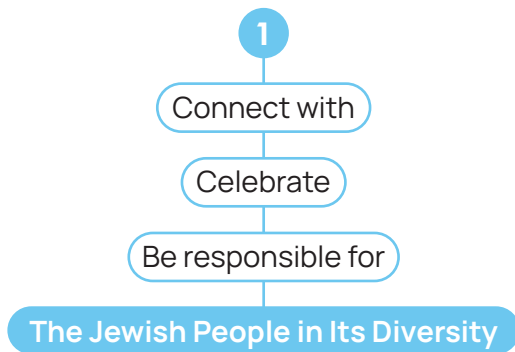 1
Connect with
Celebrate
Be responsible for
The Jewish People in Its Diversity